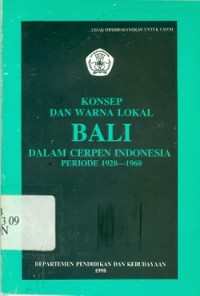 TIDAK DIPERDAGANGKAN UNTUK UMUM
KONSEP
DAN WARNA LOKAL
BALI
DALAM CERPEN INDONESIA
PERIODE 1920—1960
3 09
N
DEPARTEMEN PENDIDIKAN DAN KEBUDAYAAN
1998